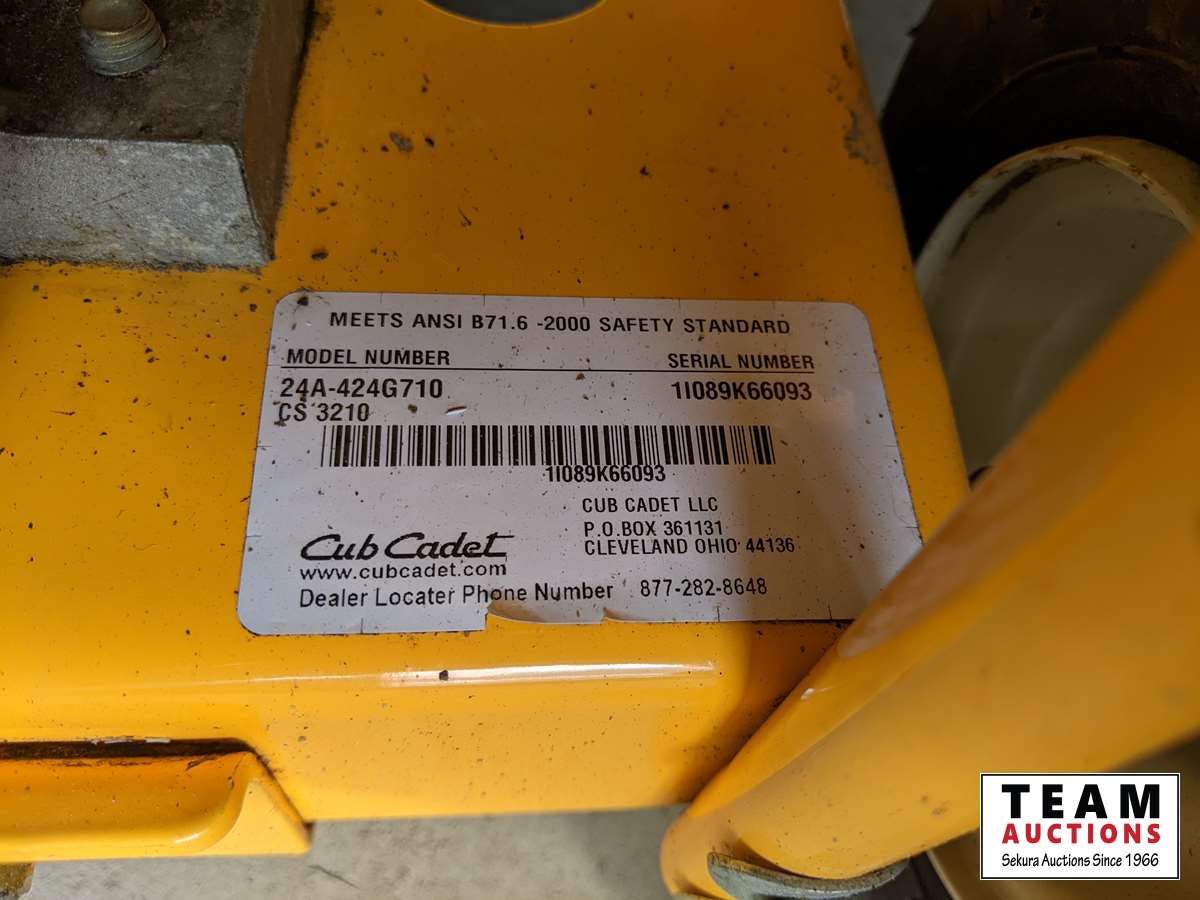 MEETS ANSI B71.6 -2000 SAFETY STANDARD
MODEL NUMBER SERIAL NUMBER
24A-424G710 1I089K66093
CS 3210
1I089K66093
CUB CADET LLC
P.O.BOX 361131
CLEVELAND OHIO 44136
Cub Cadet
www.cubcadet.com
Dealer Locater Phone Number 877-282-8648
TEAM
AUCTIONS
Sekura Auctions Since 1966